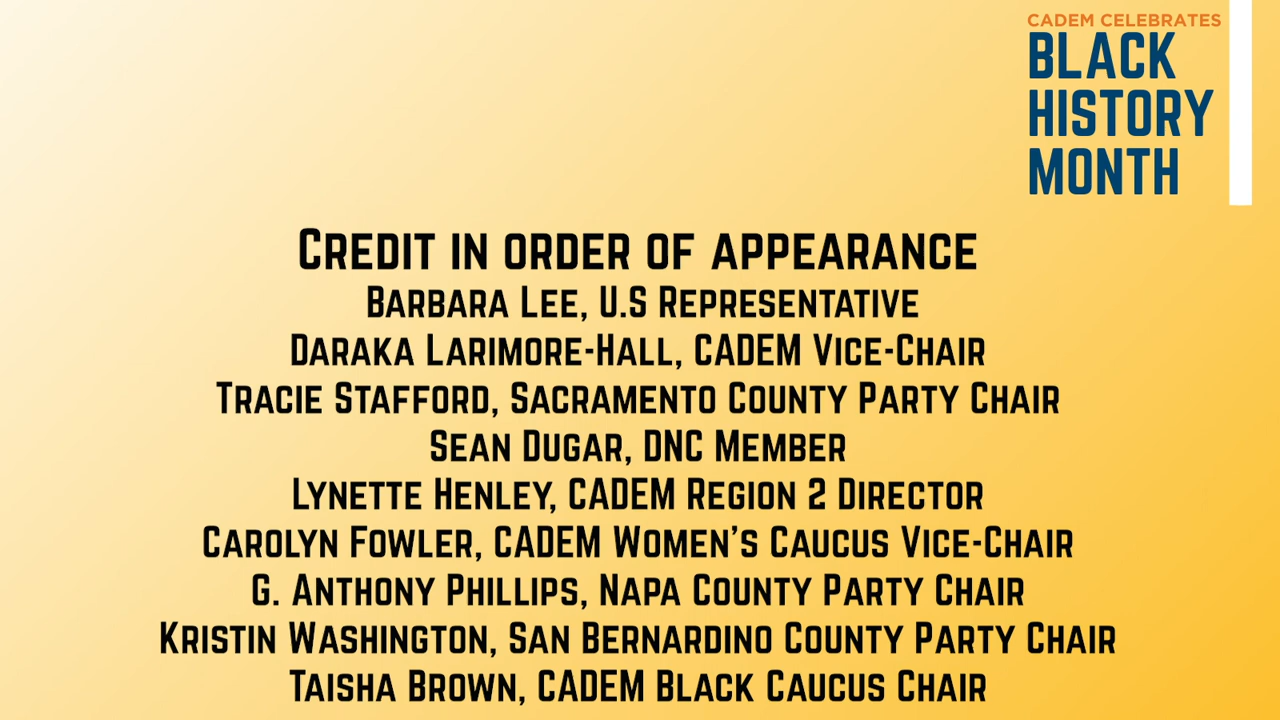 CADEM CELEBRATES
BLACK
HISTORY
MONTH
CREDIT IN ORDER OF APPEARANCE
BARBARA LEE, U.S REPRESENTATIVE
DARAKA LARIMORE-HALL, CADEM VICE-CHAIR
TRACIE STAFFORD, SACRAMENTO COUNTY PARTY CHAIR
SEAN DUGAR, DNC MEMBER
LYNETTE HENLEY, CADEM REGION 2 DIRECTOR
CAROLYN FOWLER, CADEM WOMEN'S CAUCUS VICE-CHAIR
G. ANTHONY PHILLIPS, NAPA COUNTY PARTY CHAIR
KRISTIN WASHINGTON, SAN BERNARDINO COUNTY PARTY CHAIR
TAISHA BROWN, CADEM BLACK CAUCUS CHAIR